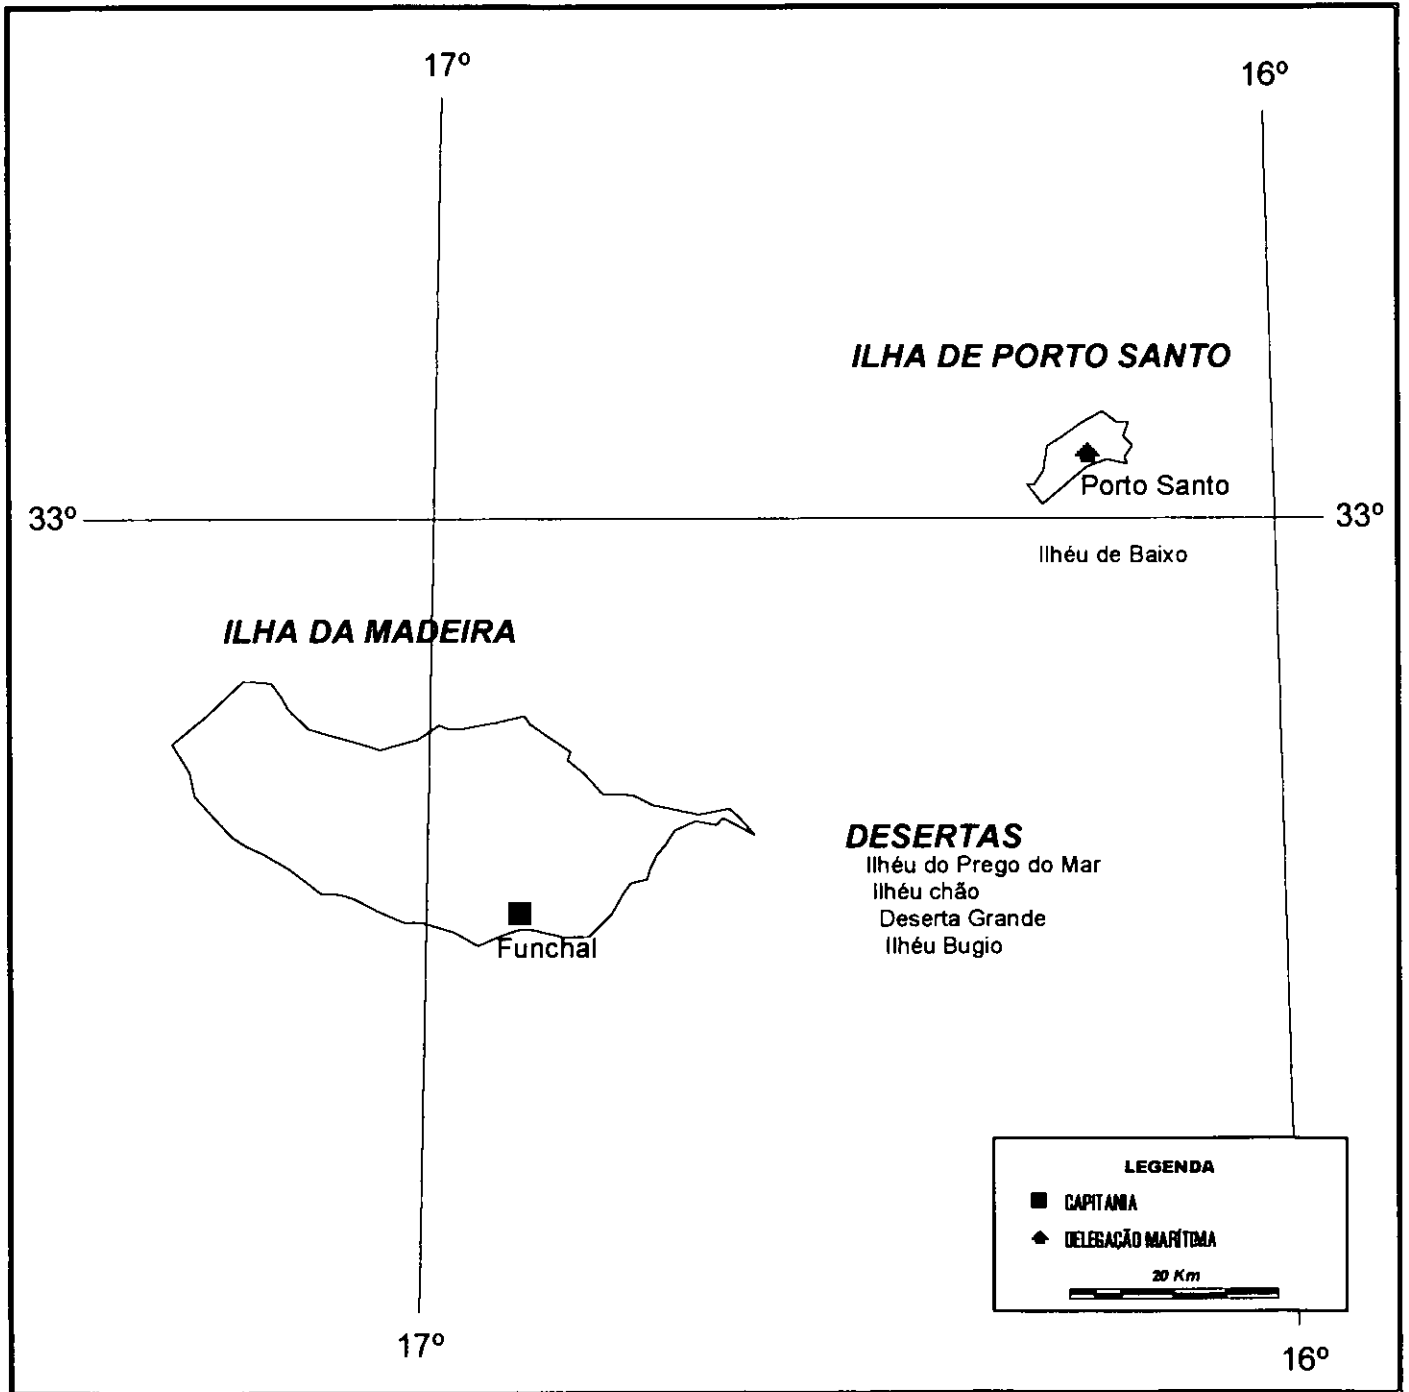 17º
16º
ILHA DE PORTO SANTO
Porto Santo
33º
33º
Ilhéu de Baixo
ILHA DA MADEIRA
DESERTAS
Ilhéu do Prego do Mar
ilhéu chão
Deserta Grande
Ilhéu Bugio
Funchal
LEGENDA
CAPITANIA
DELEGAÇÃO MARÍTIMA
20 Km
17º
16º